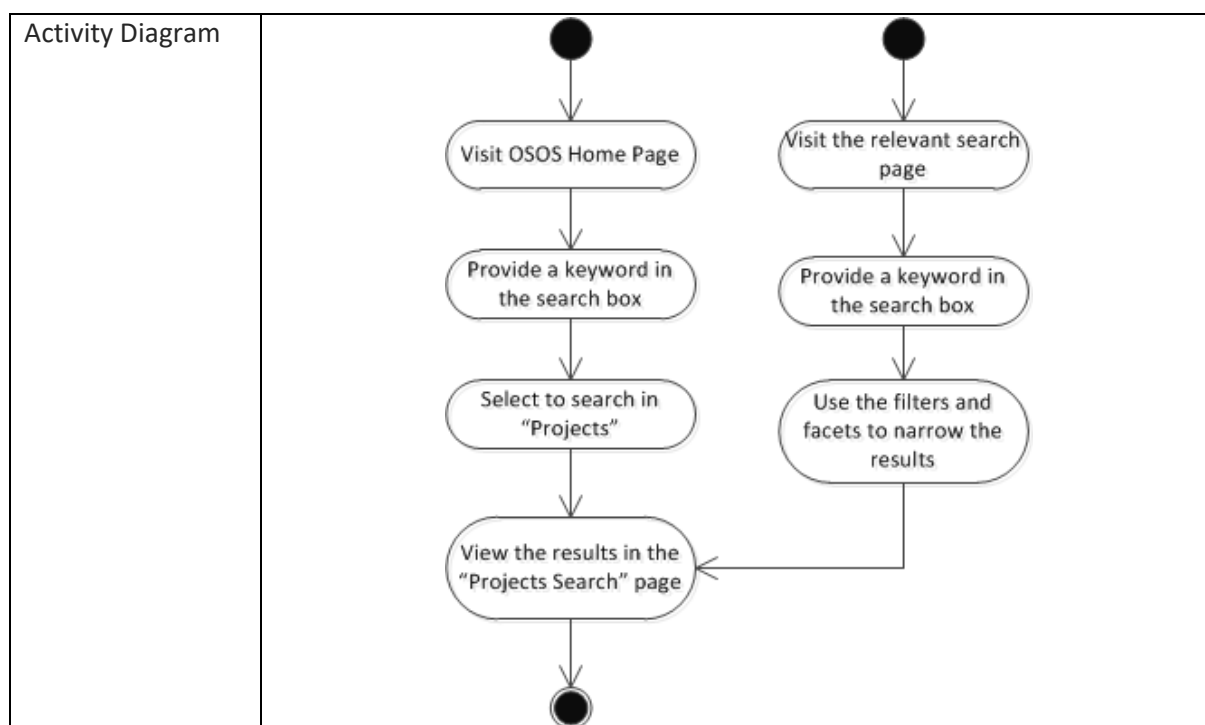 Activity Diagram
Visit OSOS Home Page
Provide a keyword in
the search box
Select to search in
“Projects”
View the results in the
“Projects Search” page
Visit the relevant search
page
Provide a keyword in
the search box
Use the filters and
facets to narrow the
results